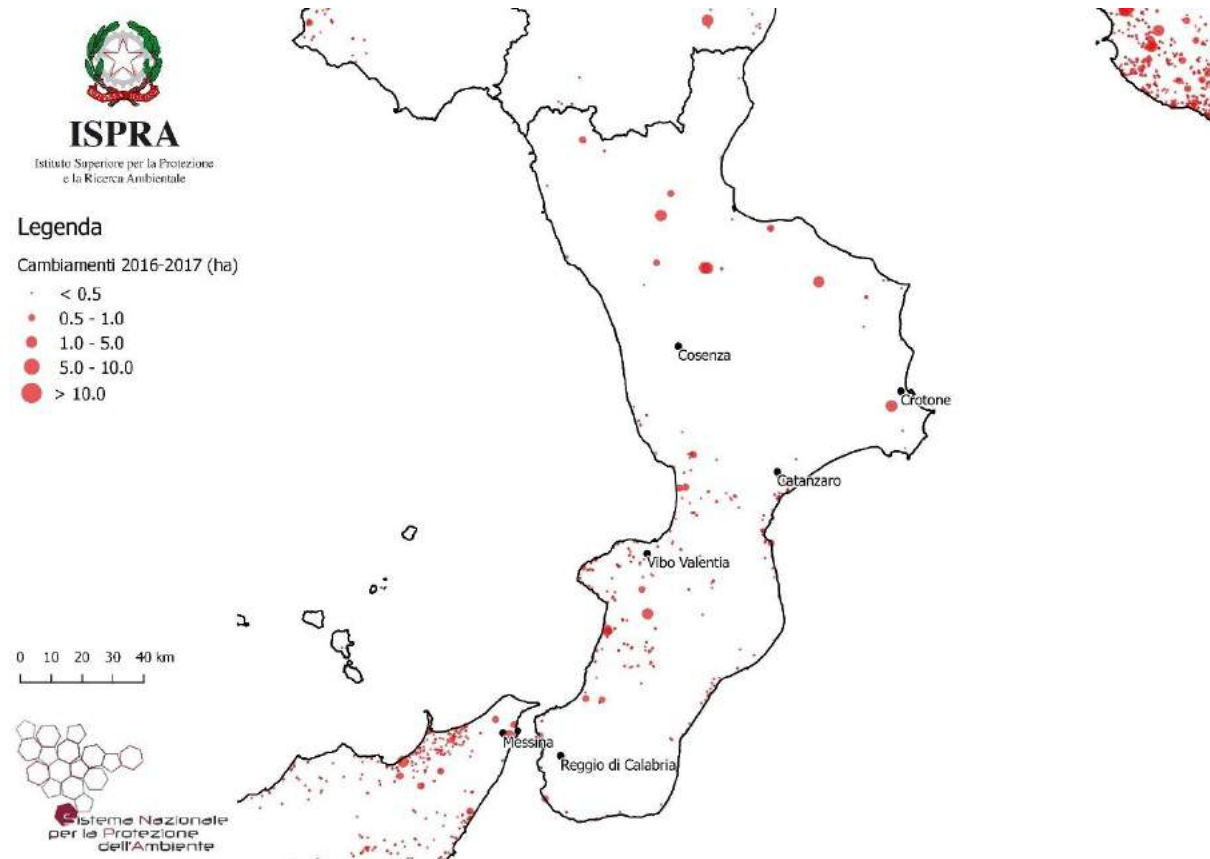 ISPRA
Istituto Superiore per la Protezione
e la Ricerca Ambientale
Legenda
Cambiamenti 2016-2017 (ha)
< 0.5
0.5 - 1.0
1.0 - 5.0
5.0 - 10.0
> 10.0
Cosenza
Crotone
Catanzaro
Vibo Valentia
Messina
Reggio di Calabria
0 10 20 30 40 km
Sistema Nazionale
per la Protezione
dell'Ambiente